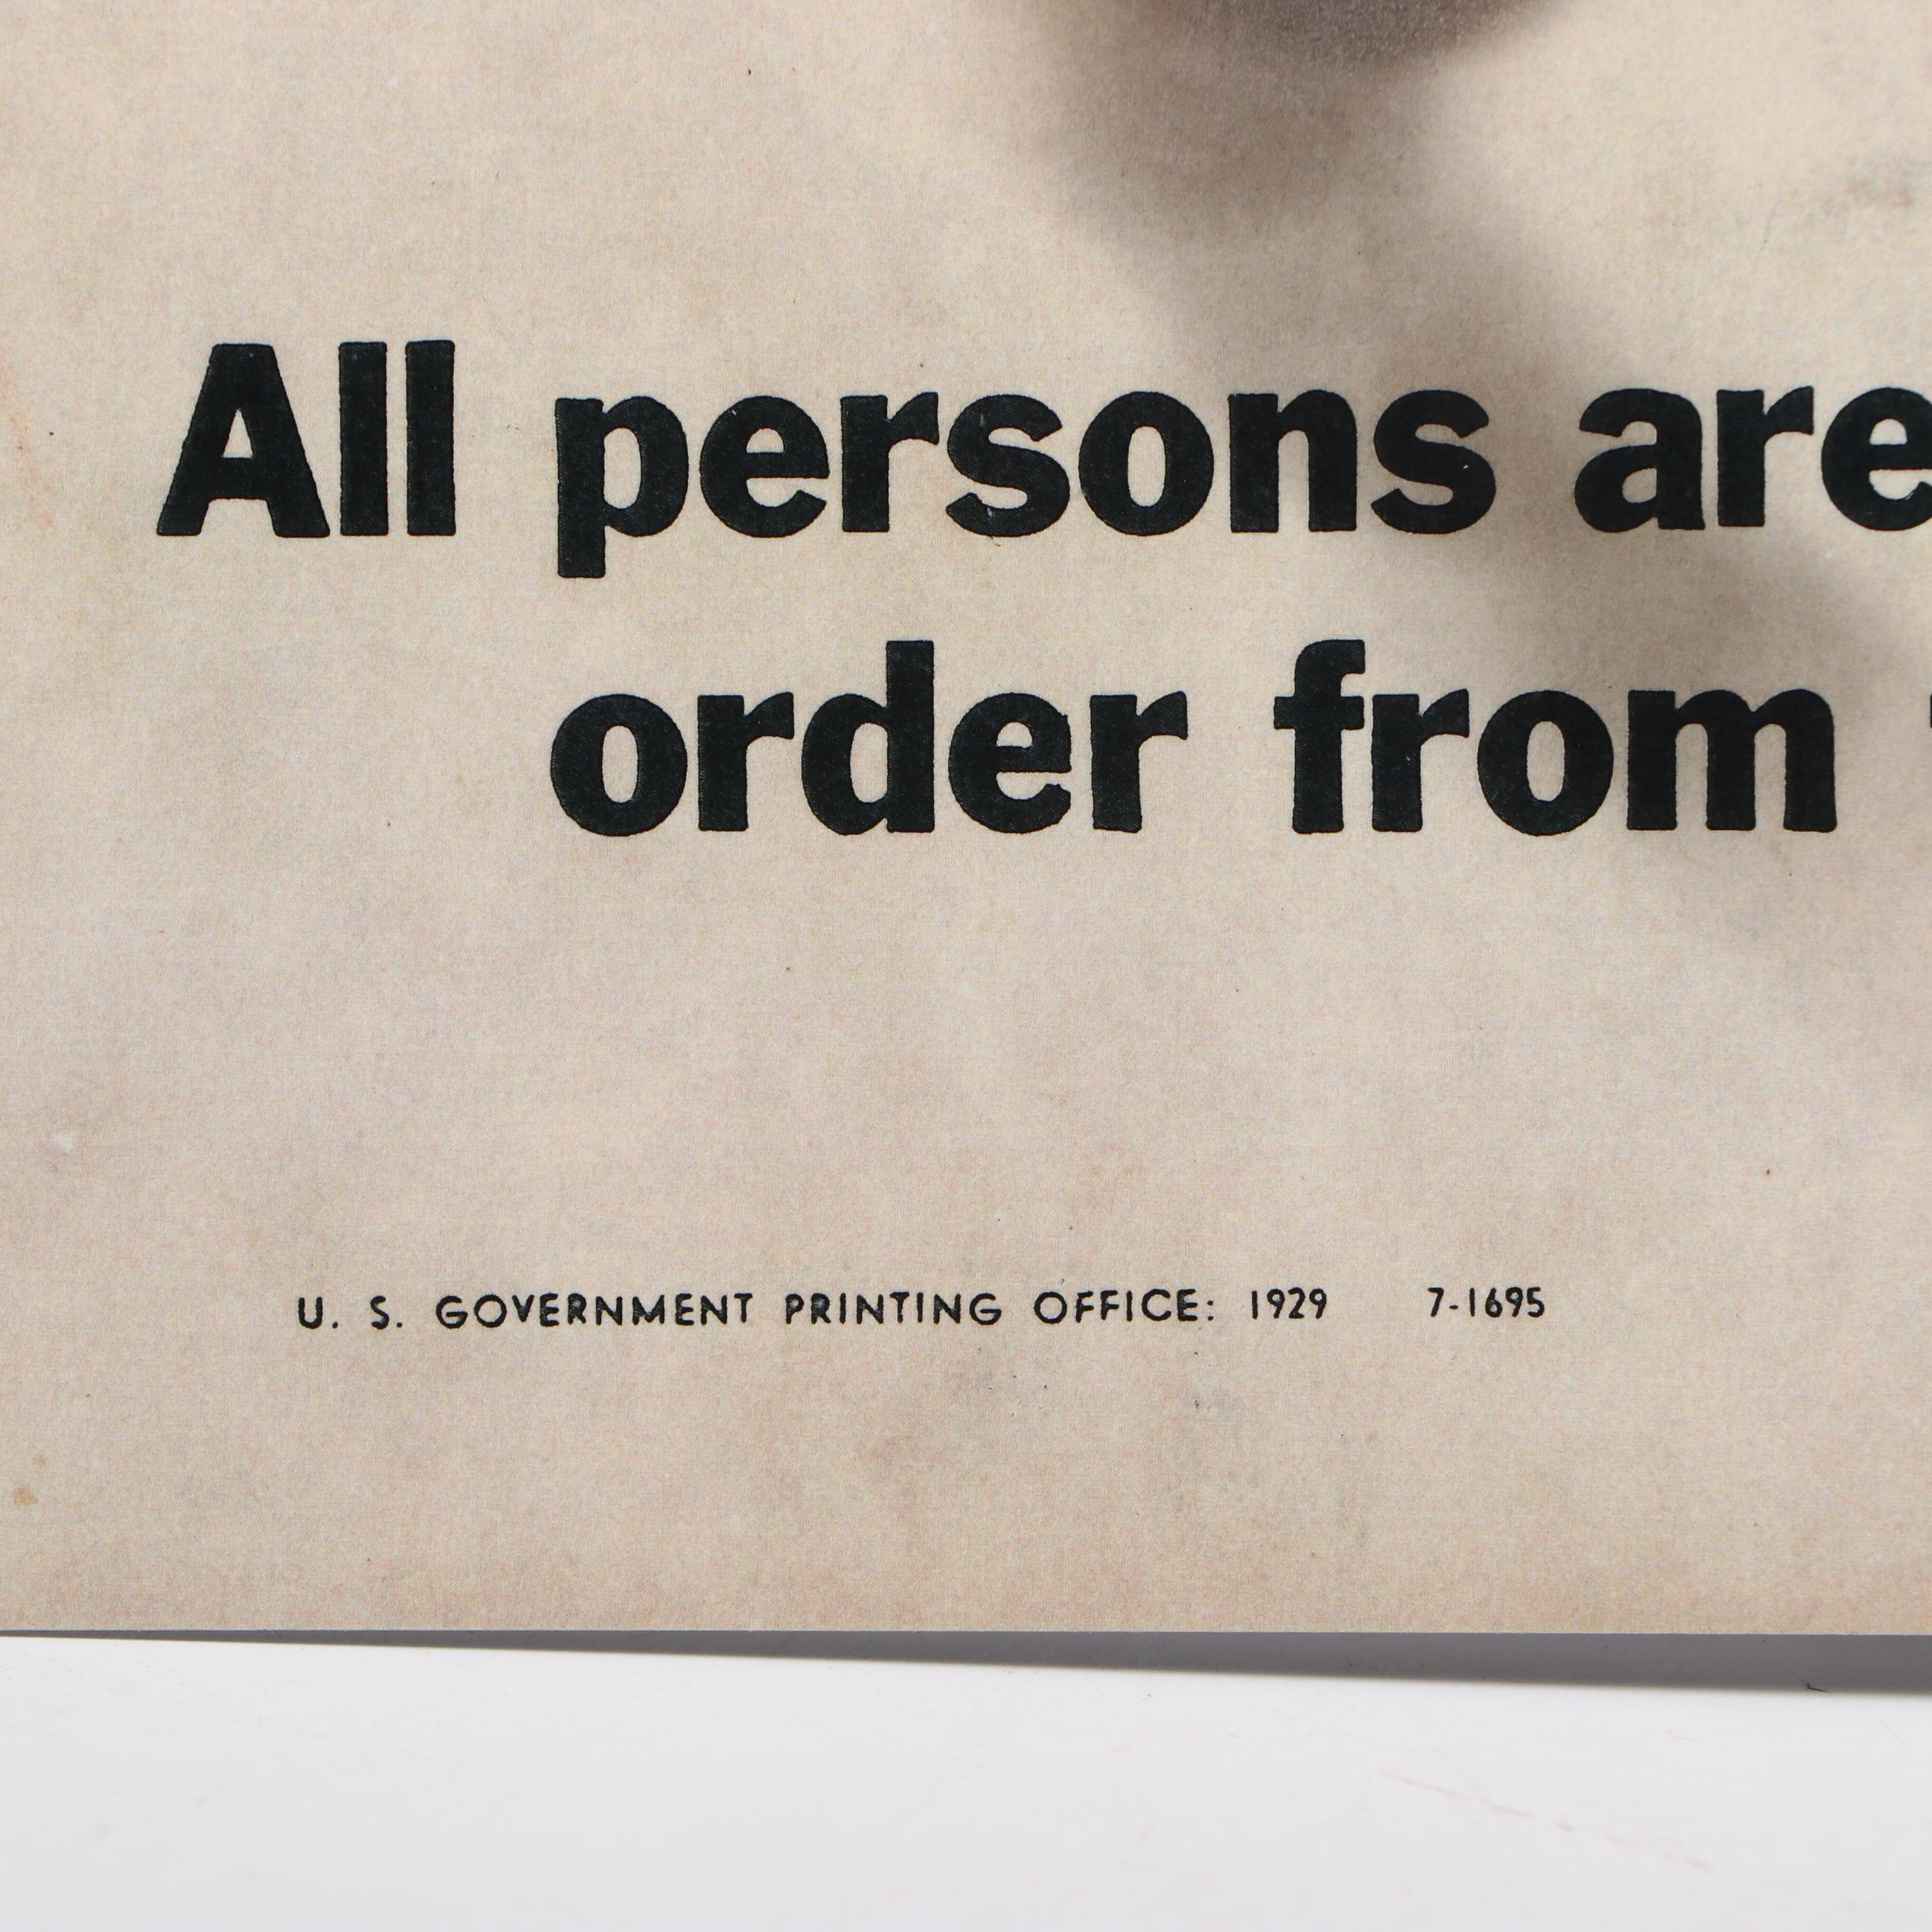 All persons are
order from
U. S. GOVERNMENT PRINTING OFFICE: 1929 7-1695